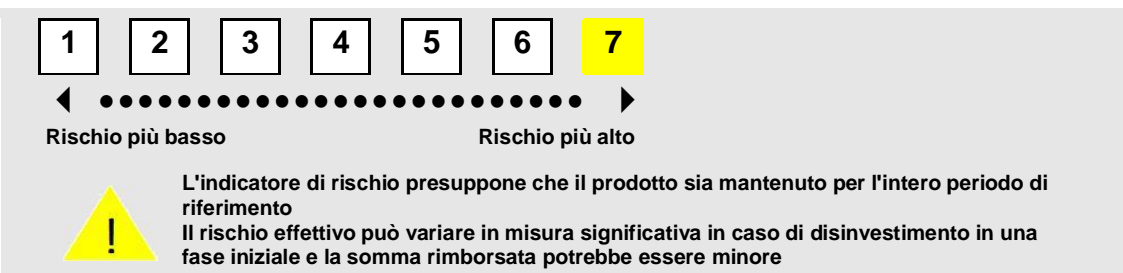 1 2 3 4 5 6 7
Rischio più basso Rischio più alto
L'indicatore di rischio presuppone che il prodotto sia mantenuto per l'intero periodo di
riferimento
Il rischio effettivo può variare in misura significativa in caso di disinvestimento in una
! fase iniziale e la somma rimborsata potrebbe essere minore